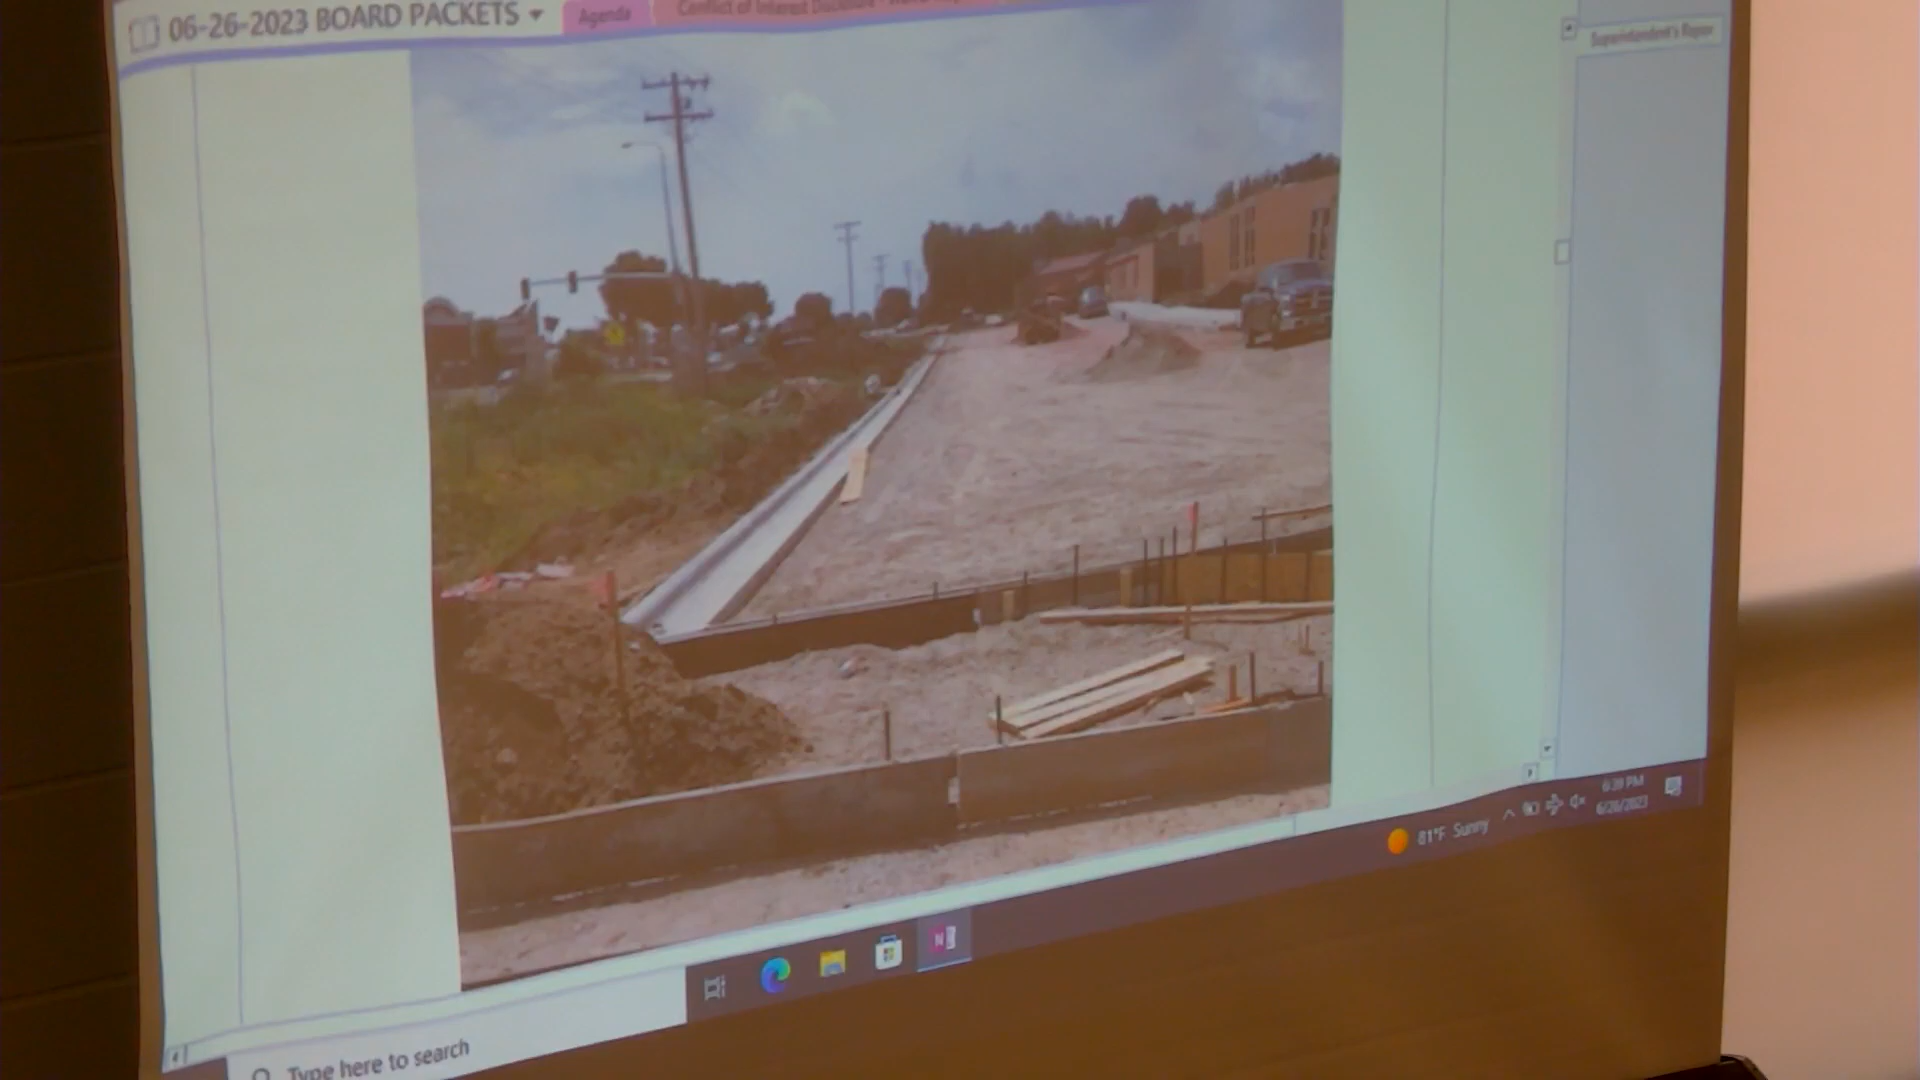 06-26-2023 BOARD PACKETS
Agenda
Conflict of Interest Disclosure
Superintendent's Repor
81°F Sunny
6:39 PM
6/26/2023
N
Type here to search